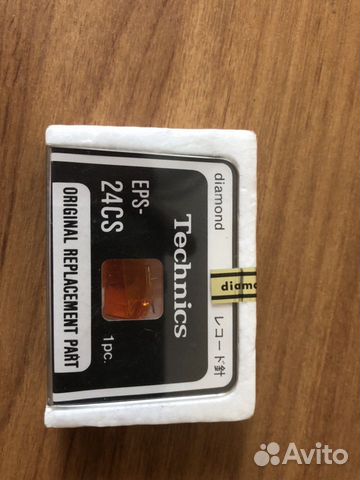 diamond レコード針
Technics
EPS-
24CS
1pc.
ORIGINAL REPLACEMENT PART
diamo
Avito